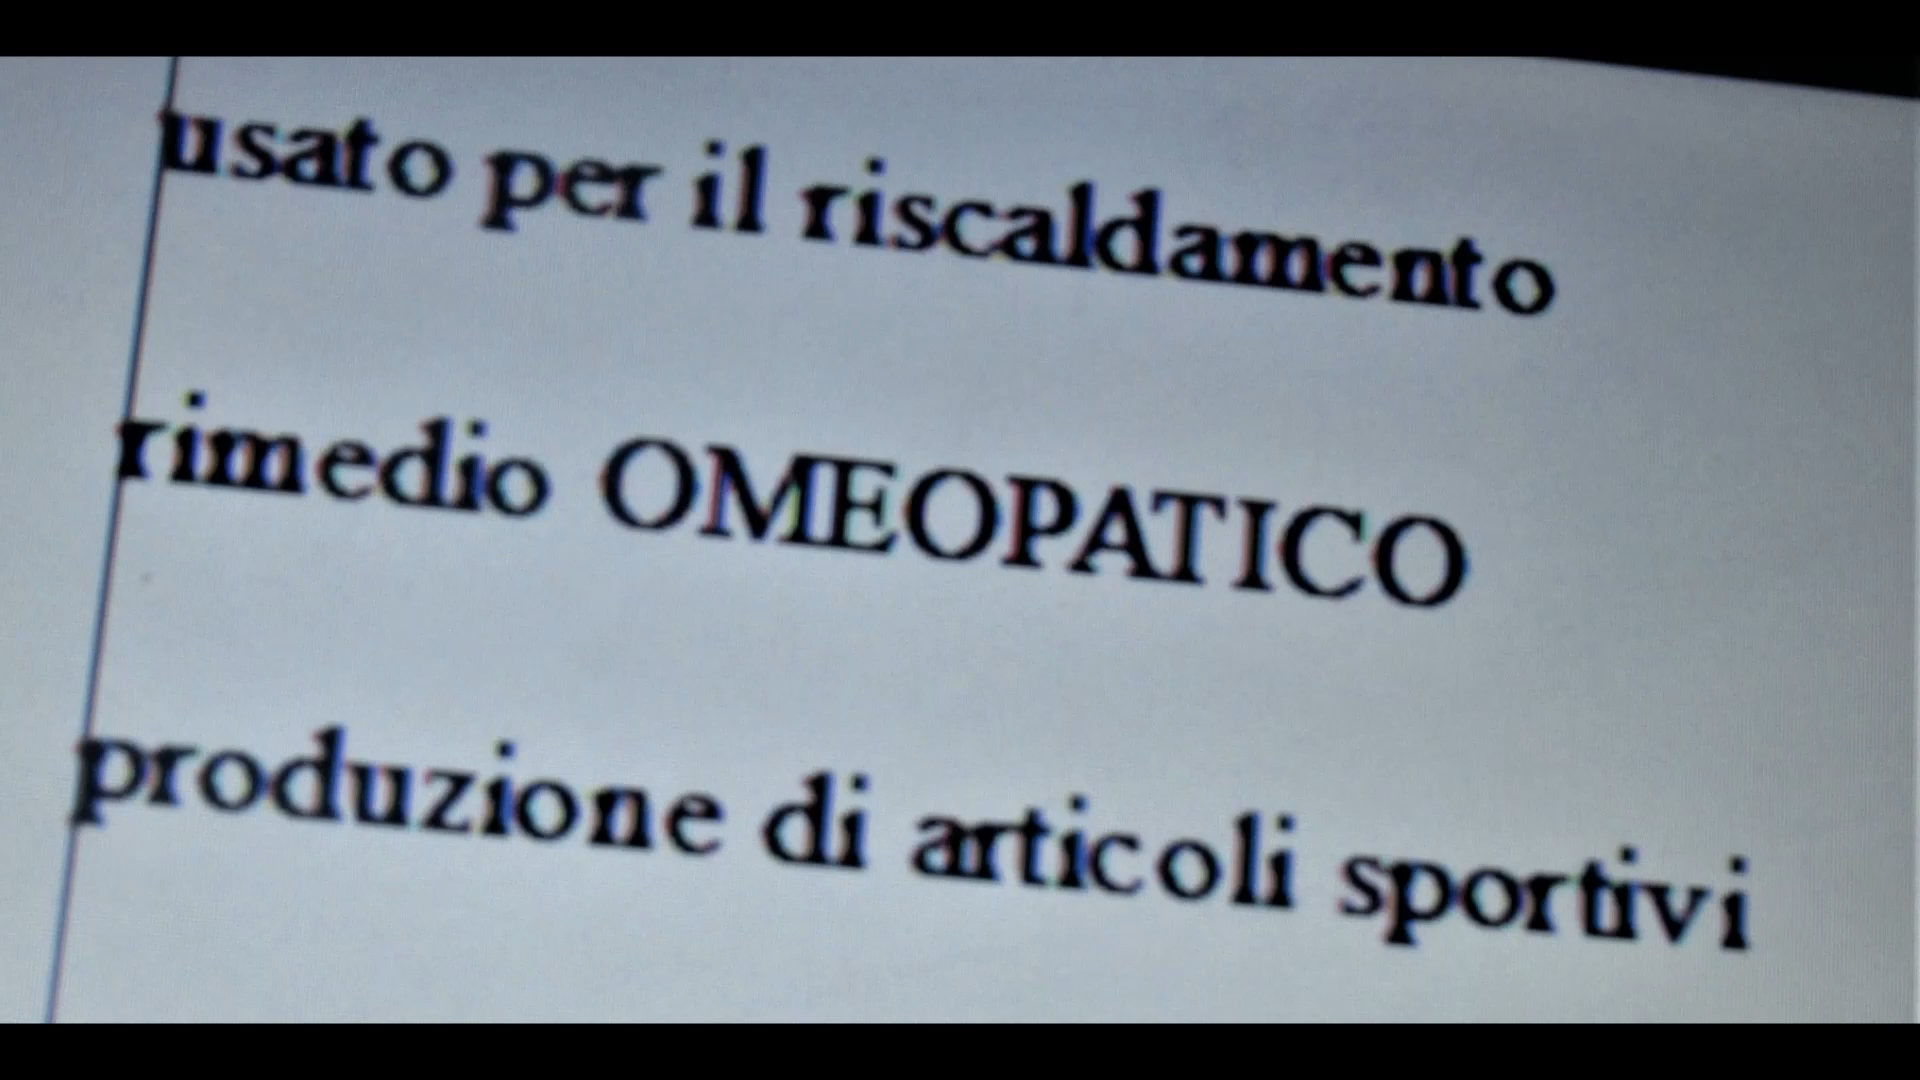 usato per il riscaldamento
rimedio OMEOPATICO
produzione di articoli sportivi